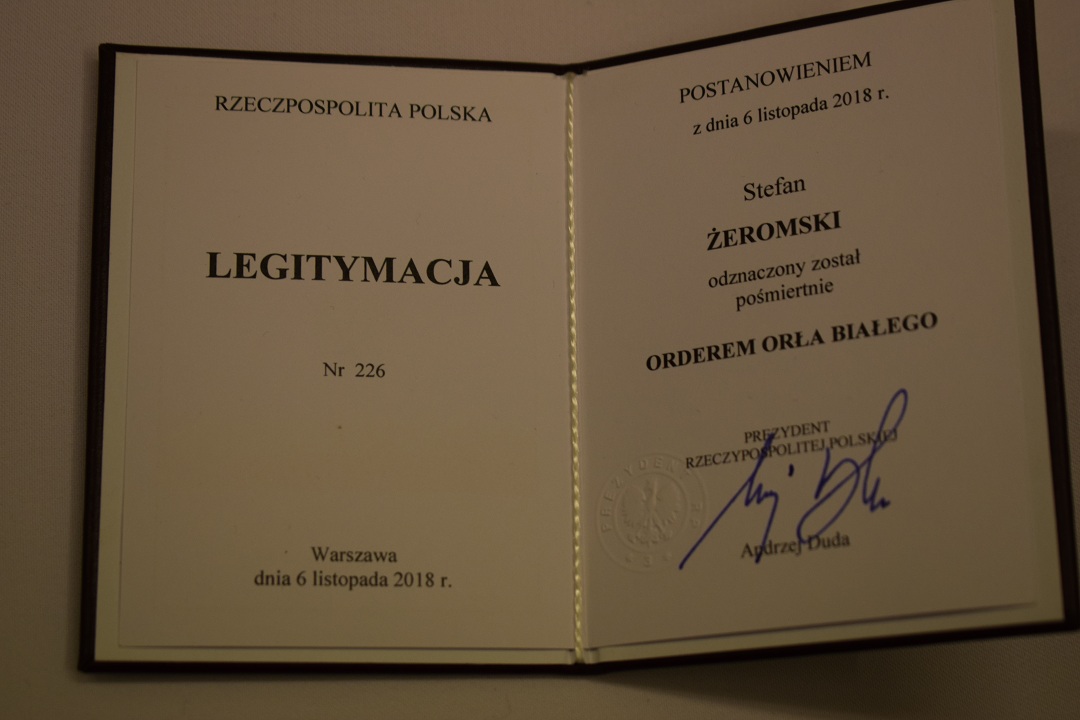 RZECZPOSPOLITA POLSKA
LEGITYMACJA
Nr 226
Warszawa
dnia 6 listopada 2018 r.
POSTANOWIENIEM
z dnia 6 listopada 2018 r.
Stefan
ŻEROMSKI
odznaczony został
pośmiertnie
ORDEREM ORŁA BIAŁEGO
PREZYDENT
RZECZYPOSPOLITEJ POLSKIEJ
Andrzej Duda